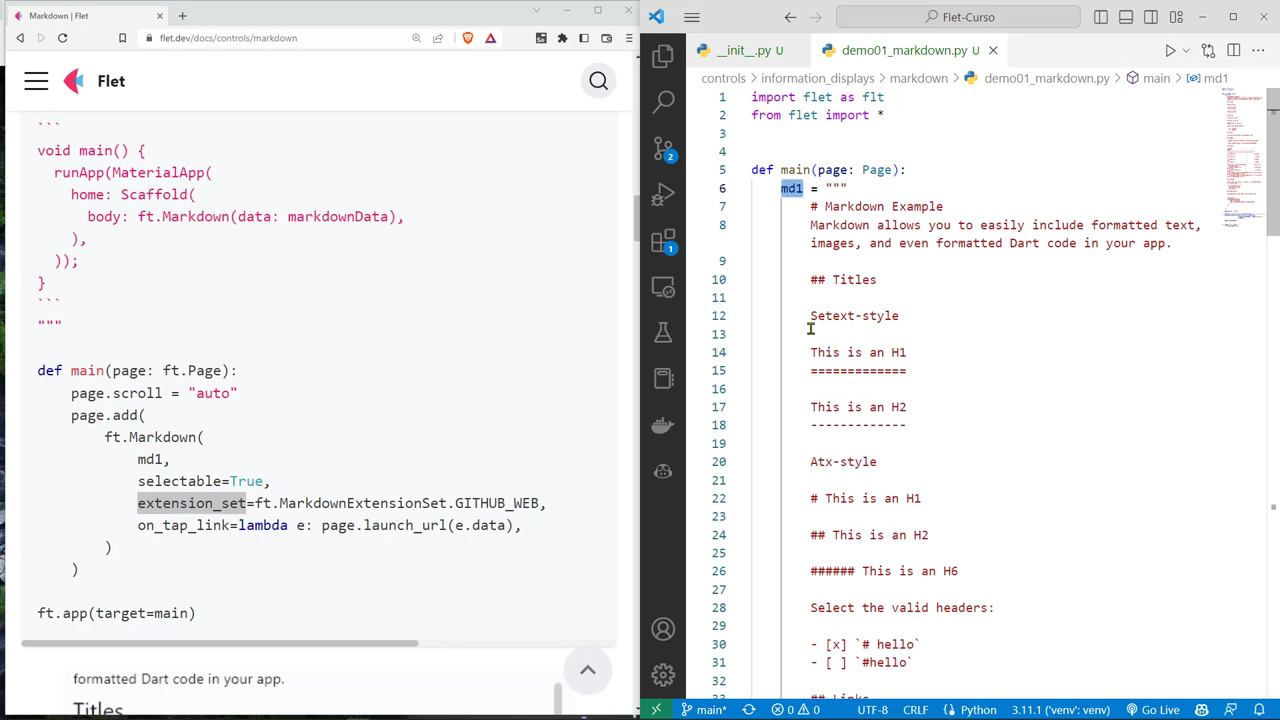 Markdown | Flet
flet.dev/docs/controls/markdown
Flet
```
void main() {
runApp(MaterialApp(
home: Scaffold(
body: ft.Markdown(data: markdownData),
),
));
}
```
"""
def main(page: ft.Page):
page.scroll = "auto"
page.add(
ft.Markdown(
md1,
selectable=True,
extension_set=ft.MarkdownExtensionSet.GITHUB_WEB,
on_tap_link=lambda e: page.launch_url(e.data),
)
)
ft.app(target=main)
formatted Dart code in your app.
Titles
Flet-Curso
__init__.py U
demo01_markdown.py U
controls > information_displays > markdown > demo01_markdown.py > main > md1
1 import flet as flt
2 from flet import *
3
4
5 def main(page: Page):
6 md1 = """
7 # Markdown Example
8 Markdown allows you to easily include formatted text,
images, and even formatted Dart code in your app.
9
10 ## Titles
11
12 Setext-style
13
14 This is an H1
15 =============
16
17 This is an H2
18 -------------
19
20 Atx-style
21
22 # This is an H1
23
24 ## This is an H2
25
26 ###### This is an H6
27
28 Select the valid headers:
29
30 - [x] `# hello`
31 - [ ] `#hello`
32
33 ## Links
2
1
main*
0 0
UTF-8 CRLF Python 3.11.1 ('venv': venv) Go Live